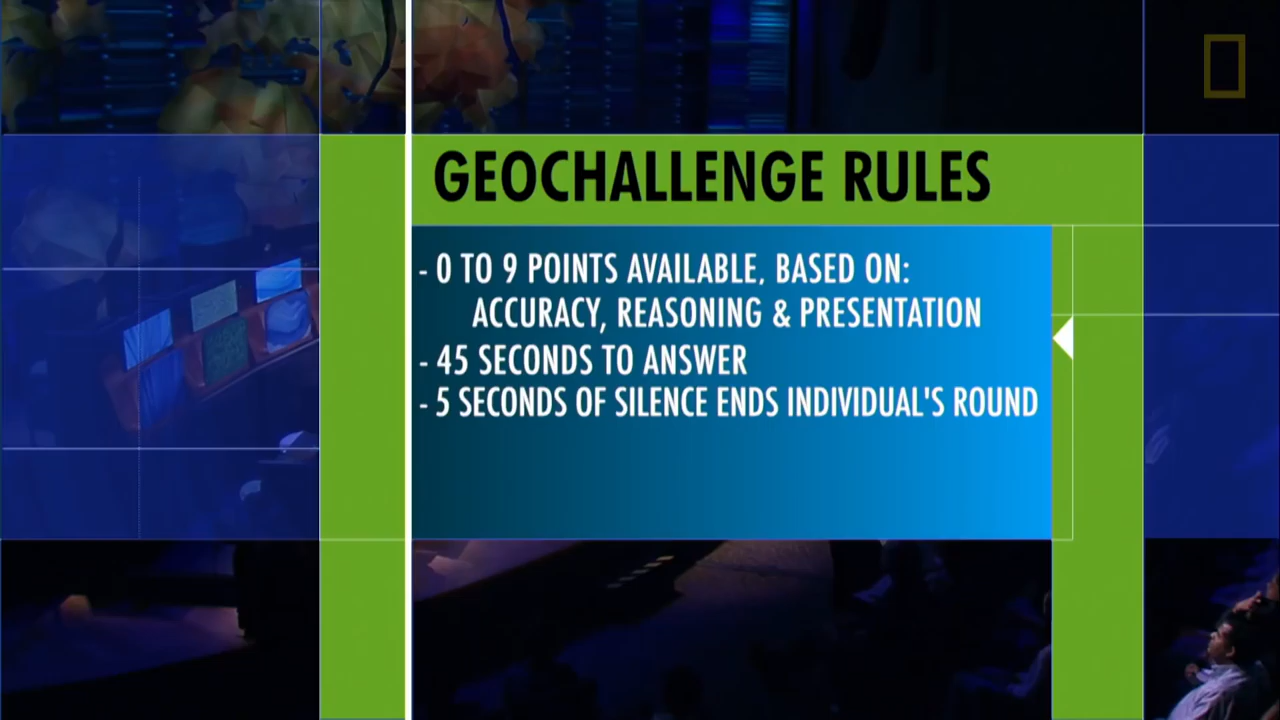 GEOCHALLENGE RULES
- 0 TO 9 POINTS AVAILABLE, BASED ON:
ACCURACY, REASONING & PRESENTATION
- 45 SECONDS TO ANSWER
- 5 SECONDS OF SILENCE ENDS INDIVIDUAL'S ROUND